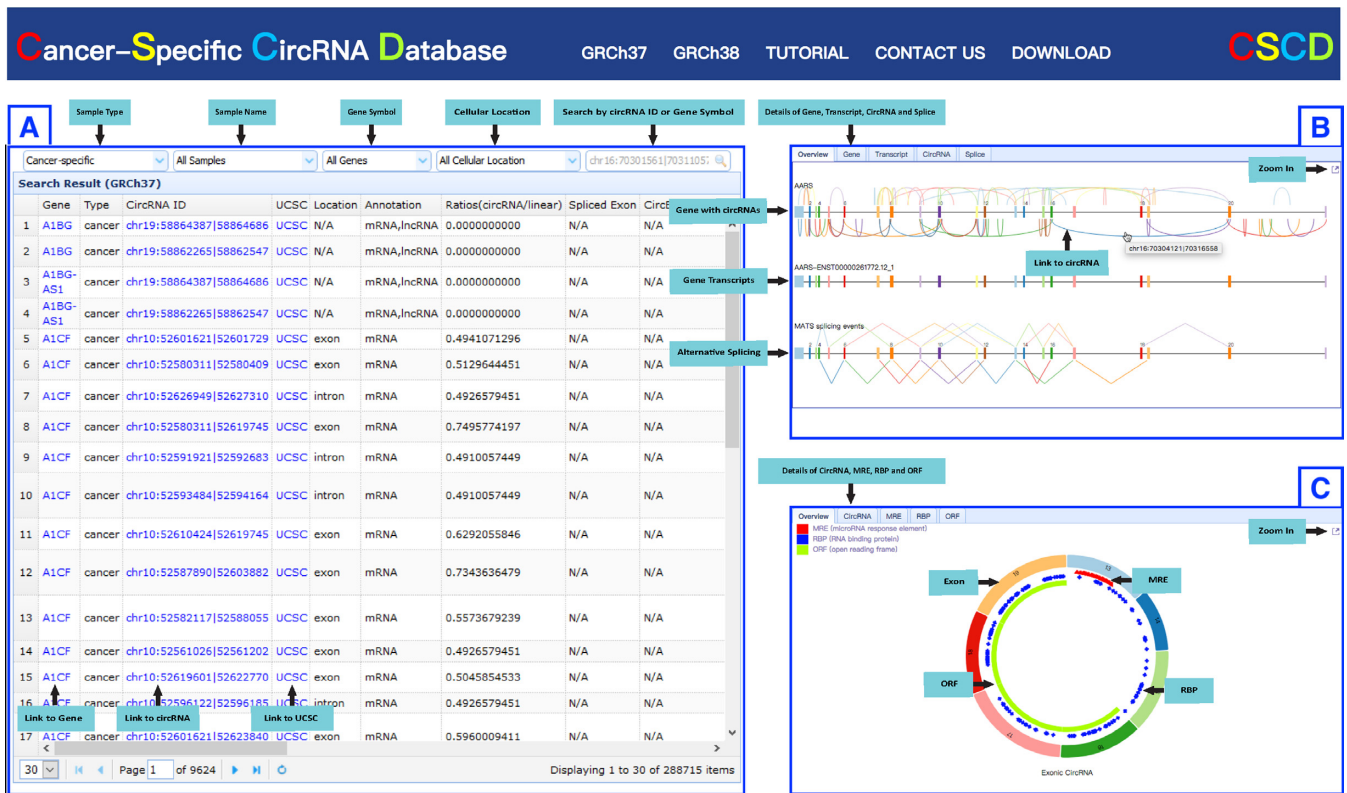 Cancer-Specific CircRNA Database GRCh37 GRCh38 TUTORIAL CONTACT US DOWNLOAD CSCD
A
Sample Type Sample Name Gene Symbol Cellular Location Search by circRNA ID or Gene Symbol
Cancer-specific All Samples All Genes All Cellular Location chr16:70301561|7031105
Search Result (GRCh37)
Gene Type CircRNA ID UCSC Location Annotation Ratios(circRNA/linear) Spliced Exon
1 A1BG cancer chr19:58864387|58864686 UCSC N/A mRNA,lncRNA 0.0000000000 N/A N/A
2 A1BG cancer chr19:58862265|58862547 UCSC N/A mRNA,lncRNA 0.0000000000 N/A N/A
3 A1BG-AS1 cancer chr19:58864387|58864686 UCSC N/A mRNA,lncRNA 0.0000000000 N/A N/A
4 A1BG-AS1 cancer chr19:58862265|58862547 UCSC N/A mRNA,lncRNA 0.0000000000 N/A N/A
5 A1CF cancer chr10:52601621|52601729 UCSC exon mRNA 0.4941071296 N/A N/A
6 A1CF cancer chr10:52580311|52580409 UCSC exon mRNA 0.5129644451 N/A N/A
7 A1CF cancer chr10:52626949|52627310 UCSC intron mRNA 0.4926579451 N/A N/A
8 A1CF cancer chr10:52580311|52619745 UCSC exon mRNA 0.7495774197 N/A N/A
9 A1CF cancer chr10:52591921|52592683 UCSC intron mRNA 0.4910057449 N/A N/A
10 A1CF cancer chr10:52593484|52594164 UCSC intron mRNA 0.4910057449 N/A N/A
11 A1CF cancer chr10:52610424|52619745 UCSC exon mRNA 0.6292055846 N/A N/A
12 A1CF cancer chr10:52587890|52603882 UCSC exon mRNA 0.7343636479 N/A N/A
13 A1CF cancer chr10:52582117|52588055 UCSC exon mRNA 0.5573679239 N/A N/A
14 A1CF cancer chr10:52561026|52561202 UCSC exon mRNA 0.4926579451 N/A N/A
15 A1CF cancer chr10:52619601|52622770 UCSC exon mRNA 0.5045854533 N/A N/A
16 A1CF cancer chr10:52596122|52596185 UCSC intron mRNA 0.4926579451 N/A N/A
Link to Gene Link to circRNA Link to UCSC
17 A1CF cancer chr10:52601621|52623840 UCSC exon mRNA 0.5960009411 N/A N/A
30 Page 1 of 9624 Displaying 1 to 30 of 288715 items
B
Details of Gene, Transcript, CircRNA and Splice
Overview Gene Transcript CircRNA Splice
Zoom In
AARS
Gene with circRNAs
chr16:70304121|70316558
Link to circRNA
AARS-ENST00000261772.12_1
Gene Transcripts
MATS splicing events
Alternative Splicing
C
Details of CircRNA, MRE, RBP and ORF
Overview CircRNA MRE RBP ORF
MRE (microRNA response element)
RBP (RNA binding protein)
ORF (open reading frame)
Zoom In
Exon
MRE
ORF
RBP
Exonic CircRNA